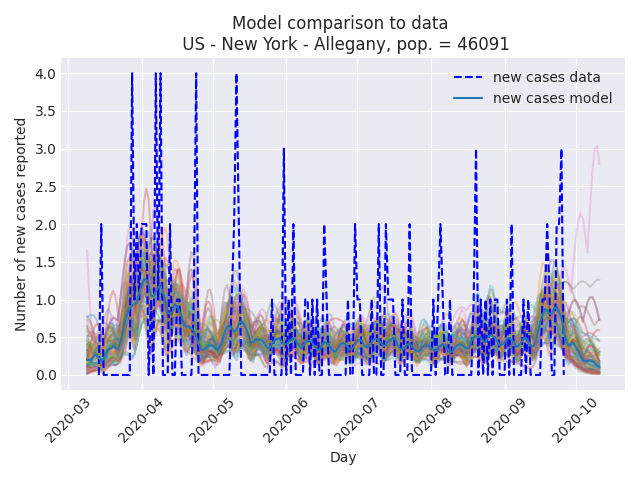 Model comparison to data
US - New York - Allegany, pop. = 46091
new cases data
new cases model
Number of new cases reported
4.0
3.5
3.0
2.5
2.0
1.5
1.0
0.5
0.0
2020-03
2020-04
2020-05
2020-06
2020-07
2020-08
2020-09
2020-10
Day